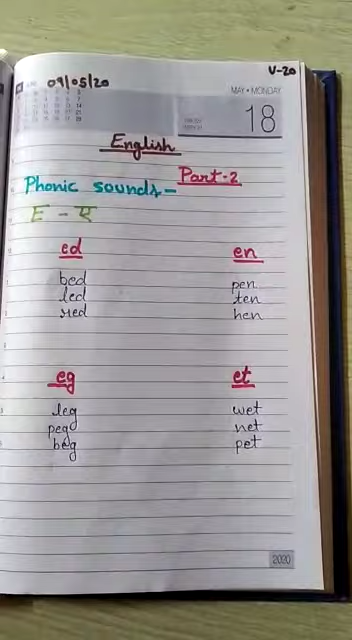 V-20
09/05/20
MAY • MONDAY
18
English
Part-2
Phonic sounds-
E - ए
ed
bed
led
red
en
pen
ten
hen
eg
leg
peg
beg
et
wet
net
pet
2020